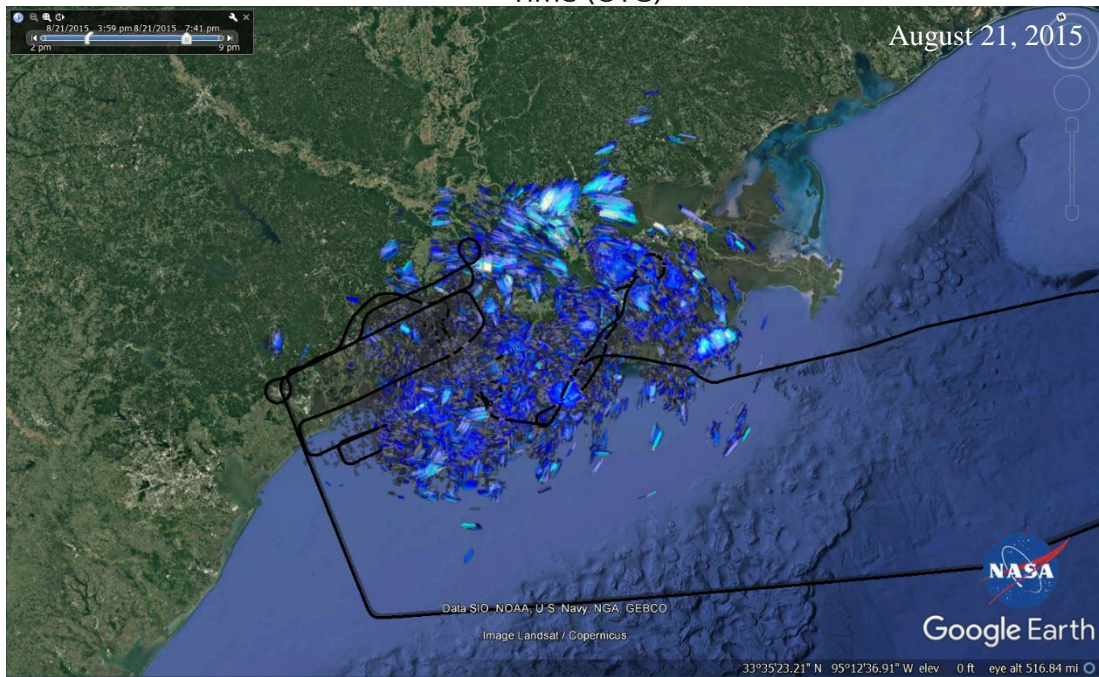 Time (UTC)
8/21/2015 3:59 pm 8/21/2015 7:41 pm
2 pm 9 pm
August 21, 2015
NASA
Data SIO, NOAA, U.S. Navy, NGA, GEBCO
Image Landsat / Copernicus
Google Earth
33°35'23.21" N 95°12'36.91" W elev 0 ft eye alt 516.84 mi